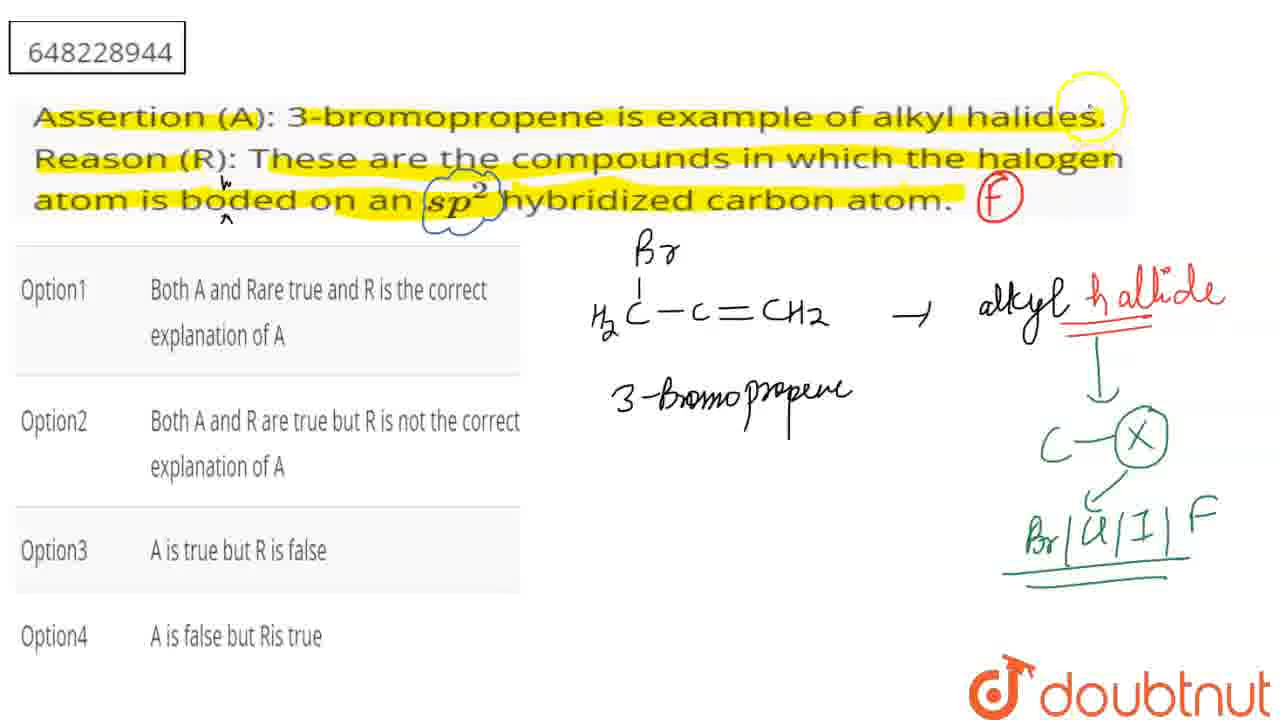 648228944
Assertion (A): 3-bromopropene is example of alkyl halides.
Reason (R): These are the compounds in which the halogen
atom is boded on an sp² hybridized carbon atom. F
n
Option1 Both A and Rare true and R is the correct
explanation of A
Option2 Both A and R are true but R is not the correct
explanation of A
Option3 A is true but R is false
Option4 A is false but Ris true
Br
H2C — C = CH2 → alkyl hallide
3-Bromopropene
C — X
Br | Cl | I | F
doubtnut